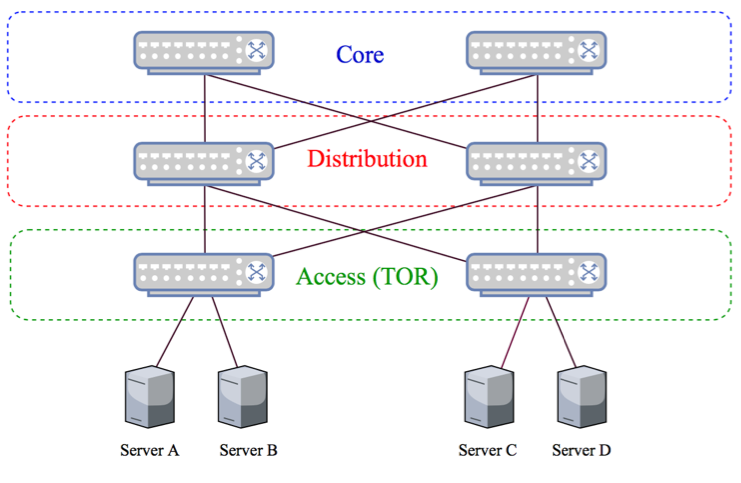 Core
Distribution
Access (TOR)
Server A
Server B
Server C
Server D